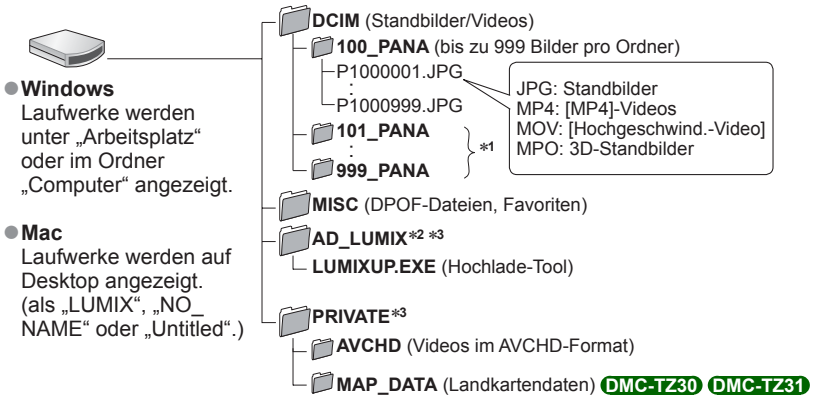 ● Windows
Laufwerke werden
unter „Arbeitsplatz“
oder im Ordner
„Computer“ angezeigt.
● Mac
Laufwerke werden auf
Desktop angezeigt.
(als „LUMIX“, „NO_
NAME“ oder „Untitled“.)
DCIM (Standbilder/Videos)
100_PANA (bis zu 999 Bilder pro Ordner)
P1000001.JPG
:
P1000999.JPG
JPG: Standbilder
MP4: [MP4]-Videos
MOV: [Hochgeschwind.-Video]
MPO: 3D-Standbilder
101_PANA
:
999_PANA
*1
MISC (DPOF-Dateien, Favoriten)
AD_LUMIX*2 *3
LUMIXUP.EXE (Hochlade-Tool)
PRIVATE*3
AVCHD (Videos im AVCHD-Format)
MAP_DATA (Landkartendaten) DMC-TZ30 DMC-TZ31